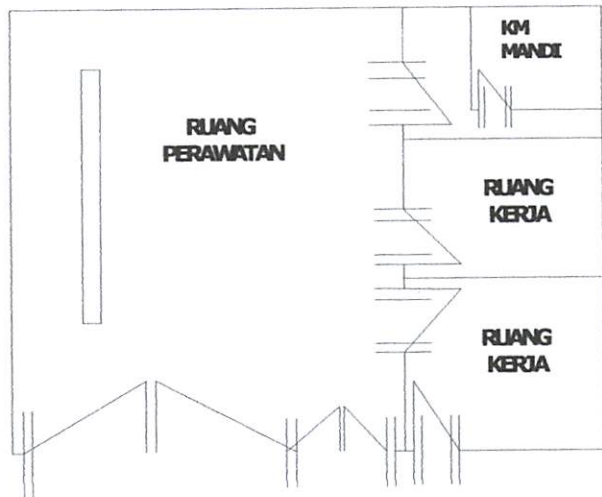 KM
MANDI
RUANG
PERAWATAN
RUANG
KERJA
RUANG
KERJA